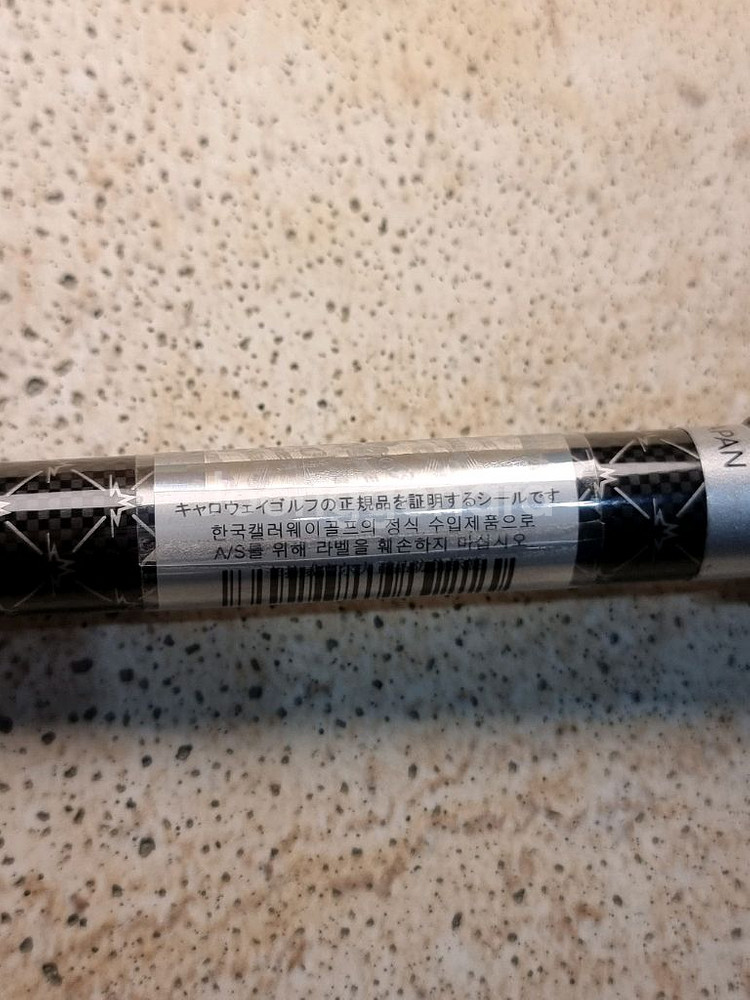 キャロウェイゴルフの正規品を証明するシールです
한국캘러웨이골프의 정식 수입제품으로
A/S를 위해 라벨을 훼손하지 마십시오